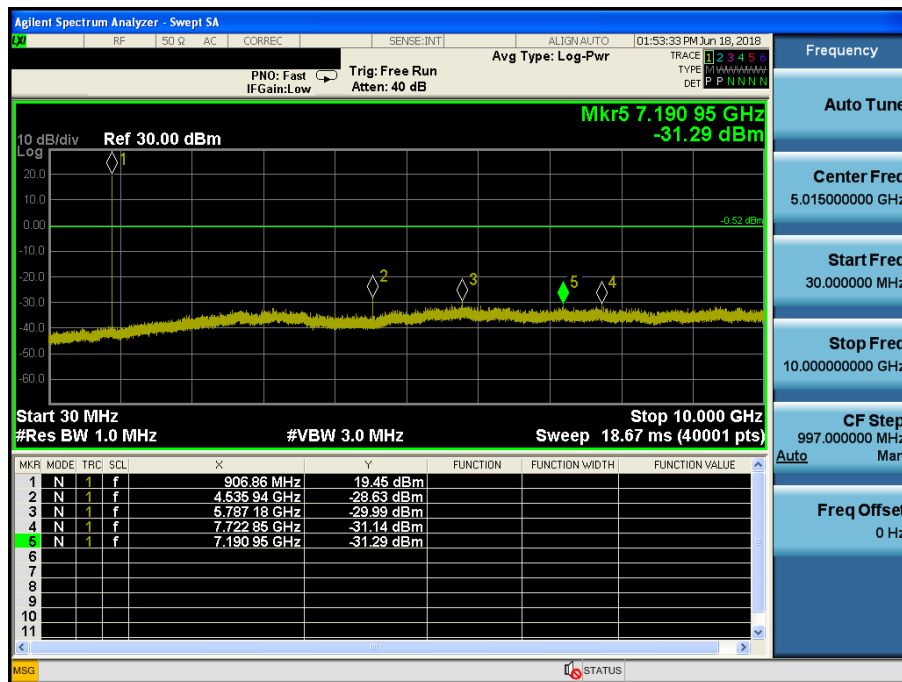 Agilent Spectrum Analyzer - Swept SA
LXI RF 50 Ω AC CORREC SENSE:INT ALIGN AUTO 01:53:33 PM Jun 18, 2018
Avg Type: Log-Pwr
TRACE 1 2 3 4 5 6
PNO: Fast Trig: Free Run
TYPE M W W W W W
IFGain:Low Atten: 40 dB
DET P P N N N N
Mkr5 7.190 95 GHz
-31.29 dBm
10 dB/div Ref 30.00 dBm
Log
1
20.0
10.0
0.00
-0.52 dBm
-10.0
-20.0
2 3 5 4
-30.0
-40.0
-50.0
-60.0
Start 30 MHz Stop 10.000 GHz
#Res BW 1.0 MHz #VBW 3.0 MHz Sweep 18.67 ms (40001 pts)
MKR MODE TRC SCL X Y FUNCTION FUNCTION WIDTH FUNCTION VALUE
1 N 1 f 906.86 MHz 19.45 dBm
2 N 1 f 4.535 94 GHz -28.63 dBm
3 N 1 f 5.787 18 GHz -29.99 dBm
4 N 1 f 7.722 85 GHz -31.14 dBm
5 N 1 f 7.190 95 GHz -31.29 dBm
6
7
8
9
10
11
MSG STATUS
Frequency
Auto Tune
Center Freq
5.015000000 GHz
Start Freq
30.000000 MHz
Stop Freq
10.000000000 GHz
CF Step
997.000000 MHz
Auto Man
Freq Offset
0 Hz